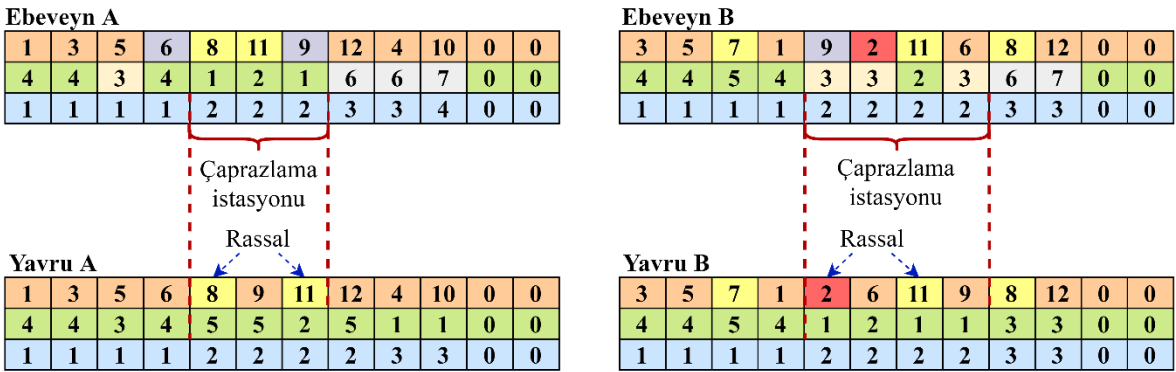 Ebeveyn A
1 3 5 6 8 11 9 12 4 10 0 0
4 4 3 4 1 2 1 6 6 7 0 0
1 1 1 1 2 2 2 3 3 4 0 0
Çaprazlama
istasyonu
Rassal
Yavru A
1 3 5 6 8 9 11 12 4 10 0 0
4 4 3 4 5 5 2 5 1 1 0 0
1 1 1 1 2 2 2 2 3 3 0 0
Ebeveyn B
3 5 7 1 9 2 11 6 8 12 0 0
4 4 5 4 3 3 2 3 6 7 0 0
1 1 1 1 2 2 2 2 3 3 0 0
Çaprazlama
istasyonu
Rassal
Yavru B
3 5 7 1 2 6 11 9 8 12 0 0
4 4 5 4 1 2 1 1 3 3 0 0
1 1 1 1 2 2 2 2 3 3 0 0